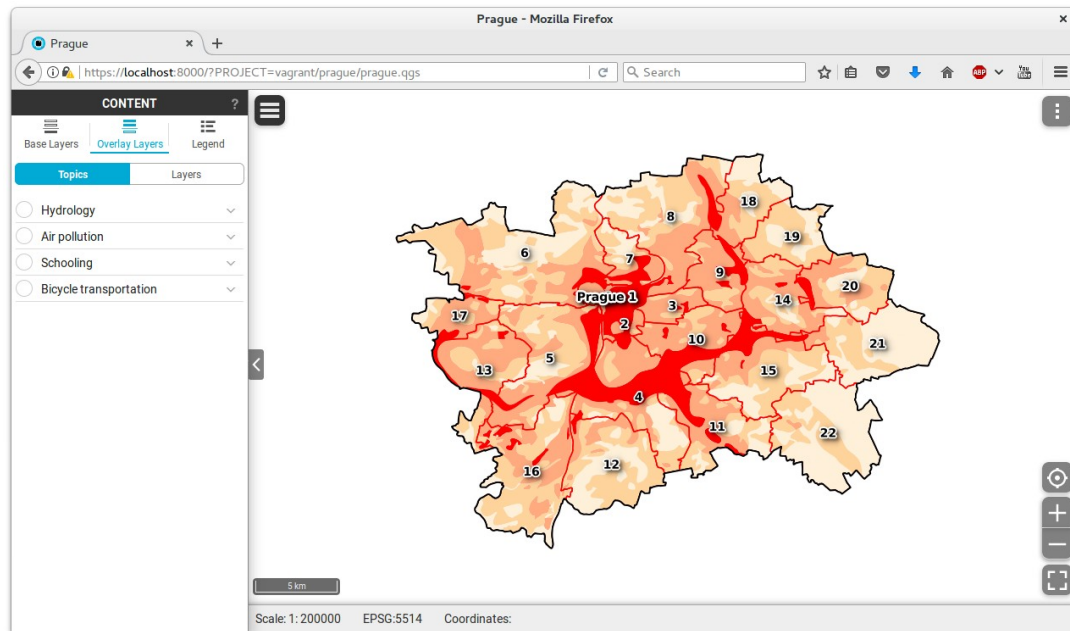 Prague - Mozilla Firefox ×
Prague × +
https://localhost:8000/?PROJECT=vagrant/prague/prague.qgs
Search
ABP
You
Tube
CONTENT ?
Base Layers Overlay Layers Legend
Topics Layers
Hydrology
Air pollution
Schooling
Bicycle transportation
18
8
19
6
7
9
20
Prague 1
14
3
17
2
10
21
5
13
15
4
11
22
12
16
5 km
Scale: 1: 200000 EPSG:5514 Coordinates: